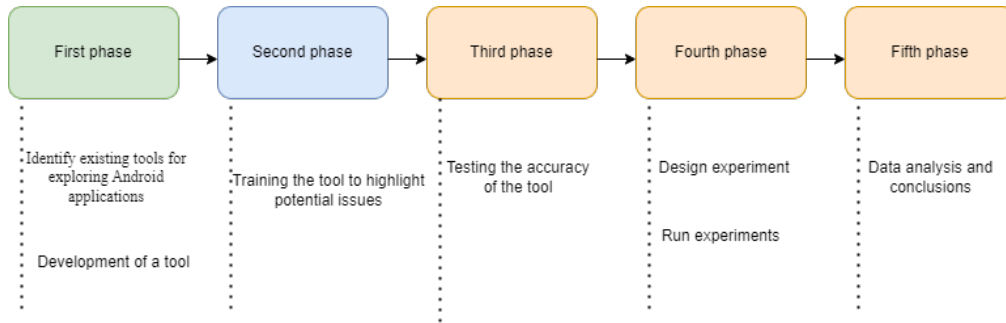 First phase
Second phase
Third phase
Fourth phase
Fifth phase
Identify existing tools for
exploring Android
applications
Development of a tool
Training the tool to highlight
potential issues
Testing the accuracy
of the tool
Design experiment
Run experiments
Data analysis and
conclusions